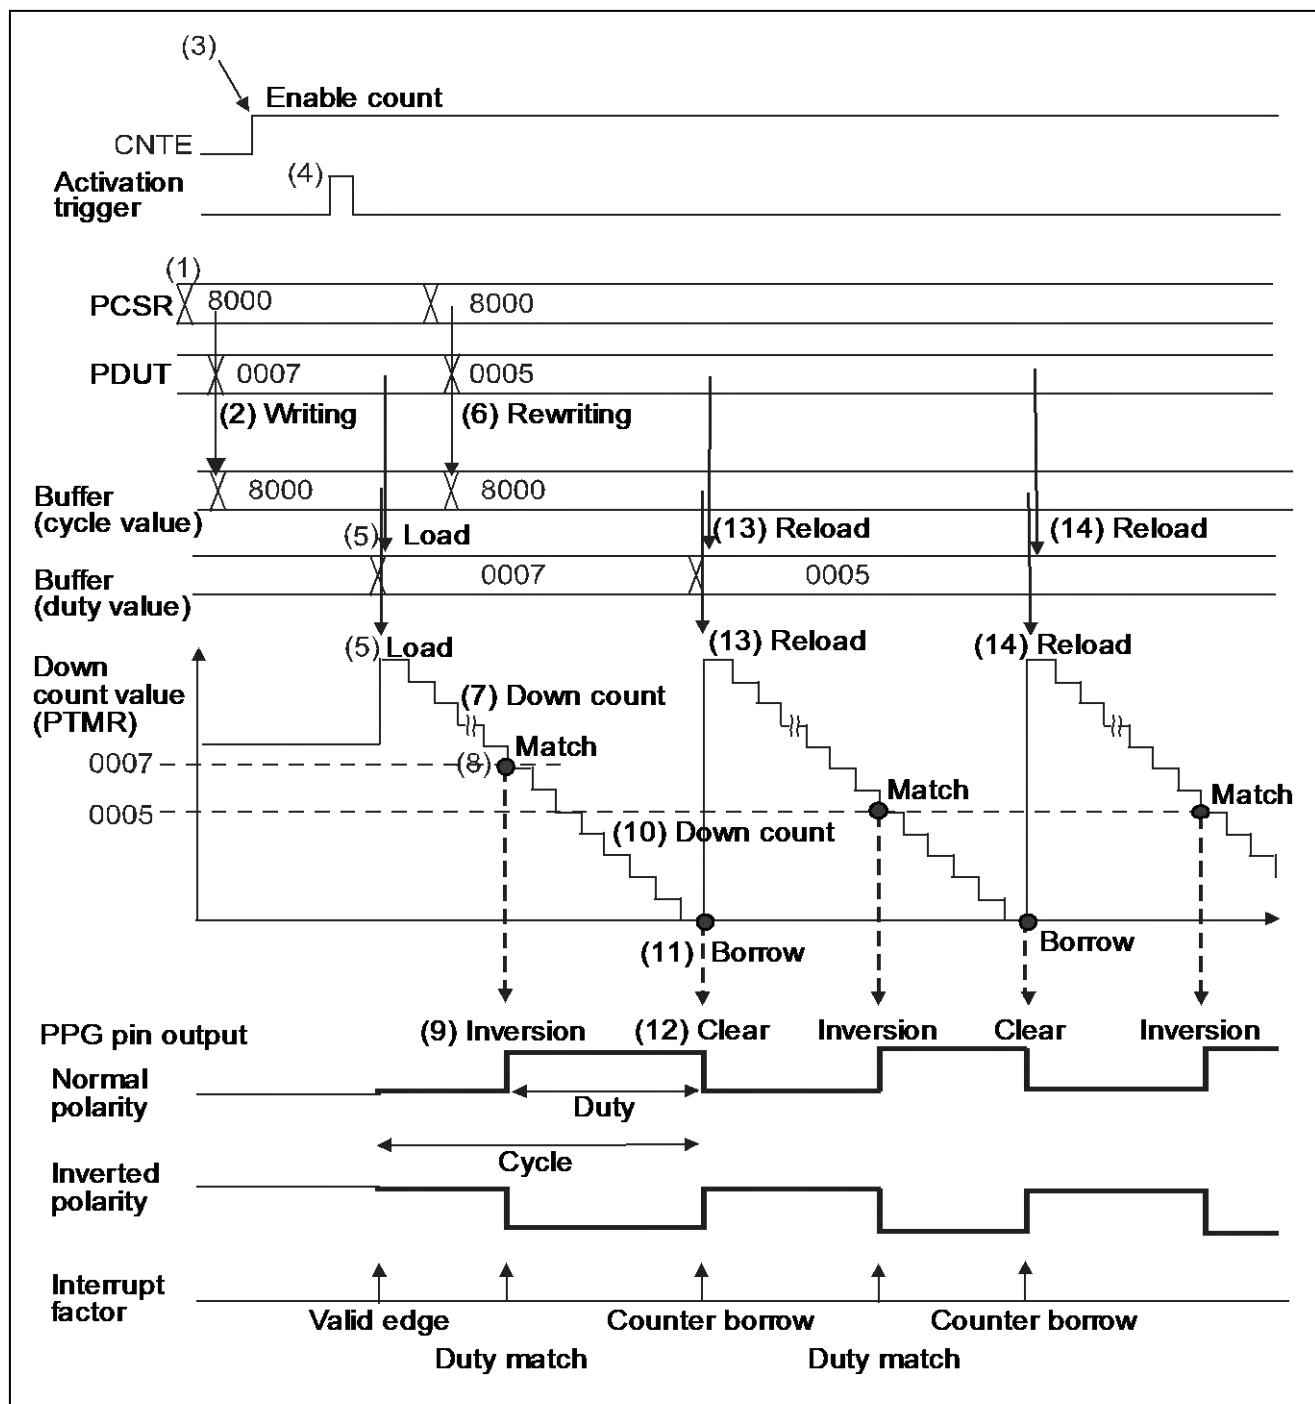 (3)
Enable count
CNTE
(4)
Activation
trigger
(1)
PCSR 8000 8000
PDUT 0007 0005
(2) Writing (6) Rewriting
Buffer
(cycle value)
8000 8000
(5) Load (13) Reload (14) Reload
Buffer
(duty value)
0007 0005
(5) Load (13) Reload (14) Reload
Down
count value
(PTMR)
(7) Down count
(8) Match
0007
Match Match
0005
(10) Down count
(11) Borrow Borrow
PPG pin output
(9) Inversion (12) Clear Inversion Clear Inversion
Normal
polarity
Duty
Cycle
Inverted
polarity
Interrupt
factor
Valid edge Counter borrow Counter borrow
Duty match Duty match